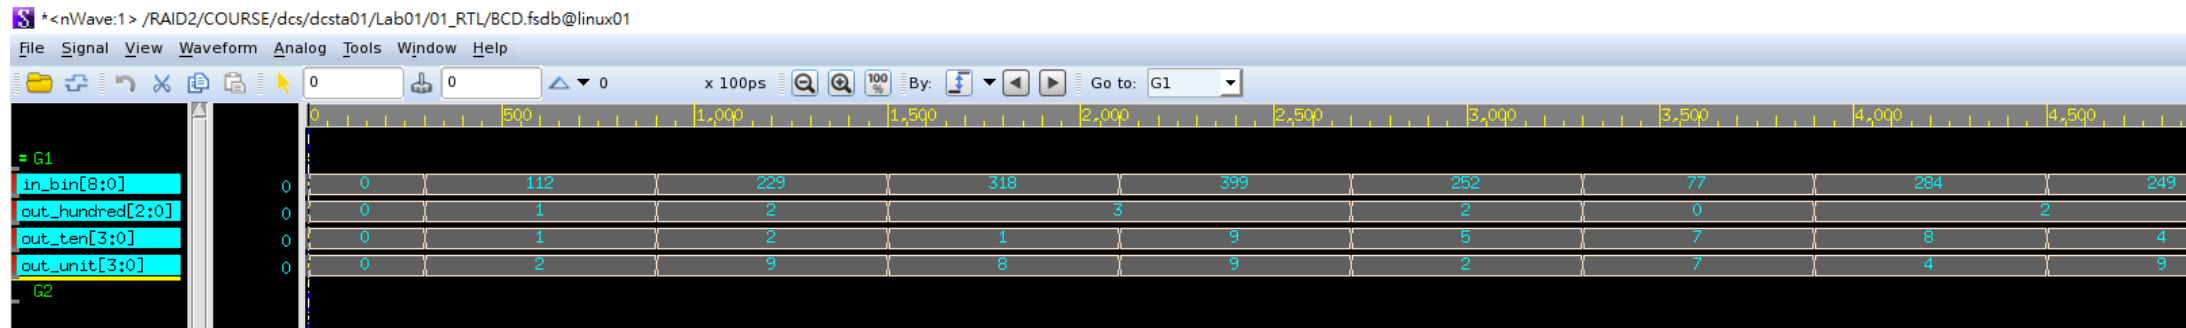 *<nWave:1> /RAID2/COURSE/dcs/dcsta01/Lab01/01_RTL/BCD.fsdb@linux01
File Signal View Waveform Analog Tools Window Help
0 0 0 x 100ps 100 % By: Go to: G1
0 500 1,000 1,500 2,000 2,500 3,000 3,500 4,000 4,500
= G1
in_bin[8:0] 0 0 112 229 318 399 252 77 284 249
out_hundred[2:0] 0 0 1 2 3 2 0 2
out_ten[3:0] 0 0 1 2 1 9 5 7 8 4
out_unit[3:0] 0 0 2 9 8 9 2 7 4 9
G2